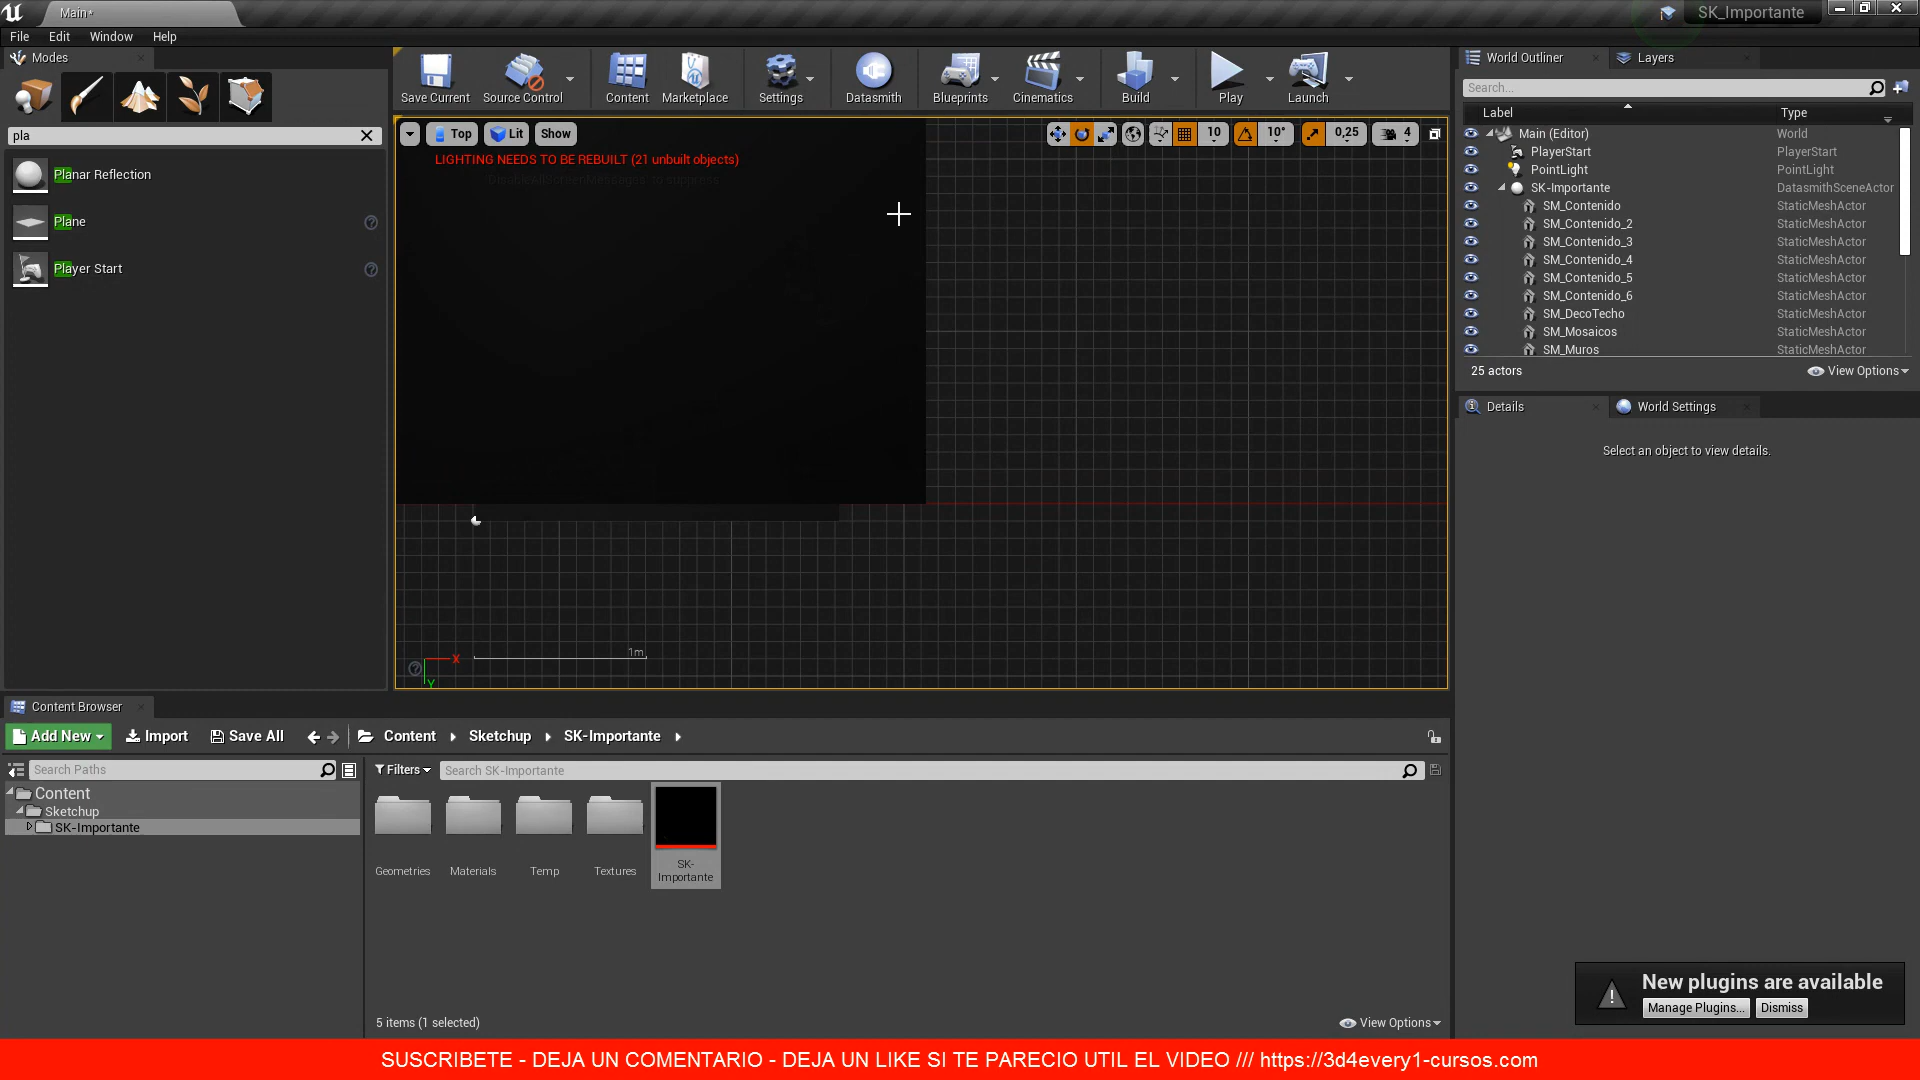 Main*
SK_Importante
File Edit Window Help
Modes
pla
Planar Reflection
Plane
Player Start
Save Current
Source Control
Content
Marketplace
Settings
Datasmith
Blueprints
Cinematics
Build
Play
Launch
Top
Lit
Show
10
10°
0,25
4
LIGHTING NEEDS TO BE REBUILT (21 unbuilt objects)
'DisableAllScreenMessages' to suppress
1m
X
Y
World Outliner
Layers
Search...
Label Type
Main (Editor) World
PlayerStart PlayerStart
PointLight PointLight
SK-Importante DatasmithSceneActor
SM_Contenido StaticMeshActor
SM_Contenido_2 StaticMeshActor
SM_Contenido_3 StaticMeshActor
SM_Contenido_4 StaticMeshActor
SM_Contenido_5 StaticMeshActor
SM_Contenido_6 StaticMeshActor
SM_DecoTecho StaticMeshActor
SM_Mosaicos StaticMeshActor
SM_Muros StaticMeshActor
25 actors
View Options
Details
World Settings
Select an object to view details.
Content Browser
Add New
Import
Save All
Content
Sketchup
SK-Importante
Search Paths
Content
Sketchup
SK-Importante
Filters
Search SK-Importante
Geometries
Materials
Temp
Textures
SK-
Importante
5 items (1 selected)
View Options
New plugins are available
Manage Plugins...
Dismiss
SUSCRIBETE - DEJA UN COMENTARIO - DEJA UN LIKE SI TE PARECIO UTIL EL VIDEO /// https://3d4every1-cursos.com